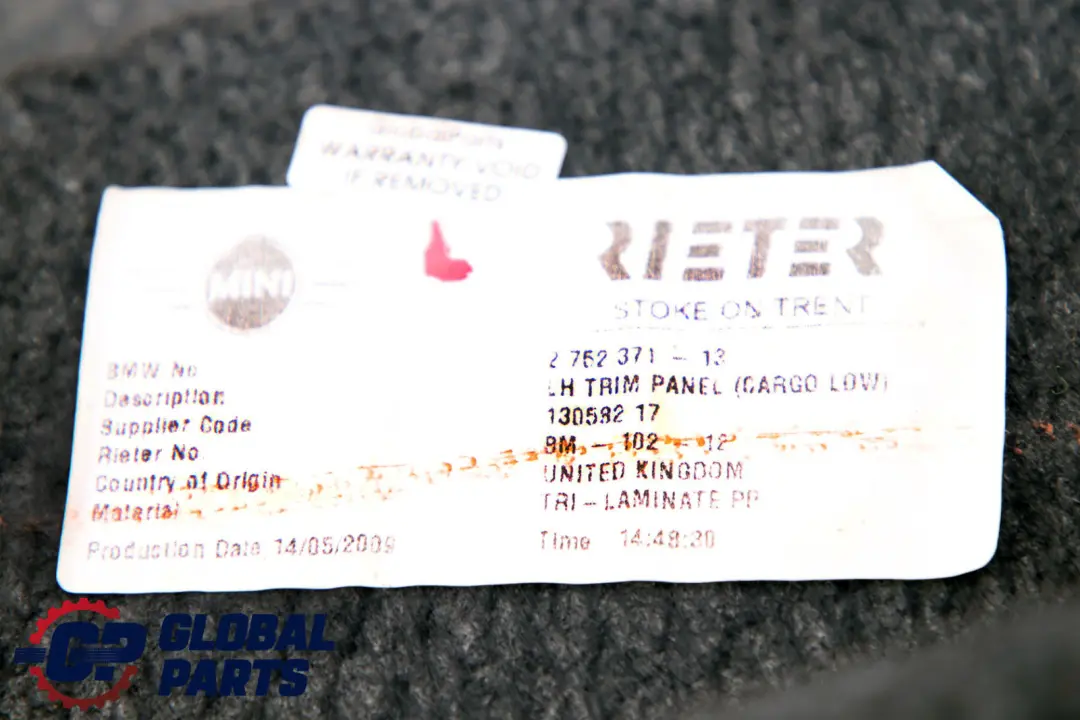 WARRANTY VOID
IF REMOVED
MINI
RIETER
STOKE ON TRENT
BMW No 2 752 371 - 13
Description LH TRIM PANEL (CARGO LOW)
Supplier Code 130582 17
Rieter No. BM - 102 - 12
Country of Origin UNITED KINGDOM
Material TRI-LAMINATE PP
Production Date 14/05/2009 Time 14:48:30
GP GLOBAL
PARTS